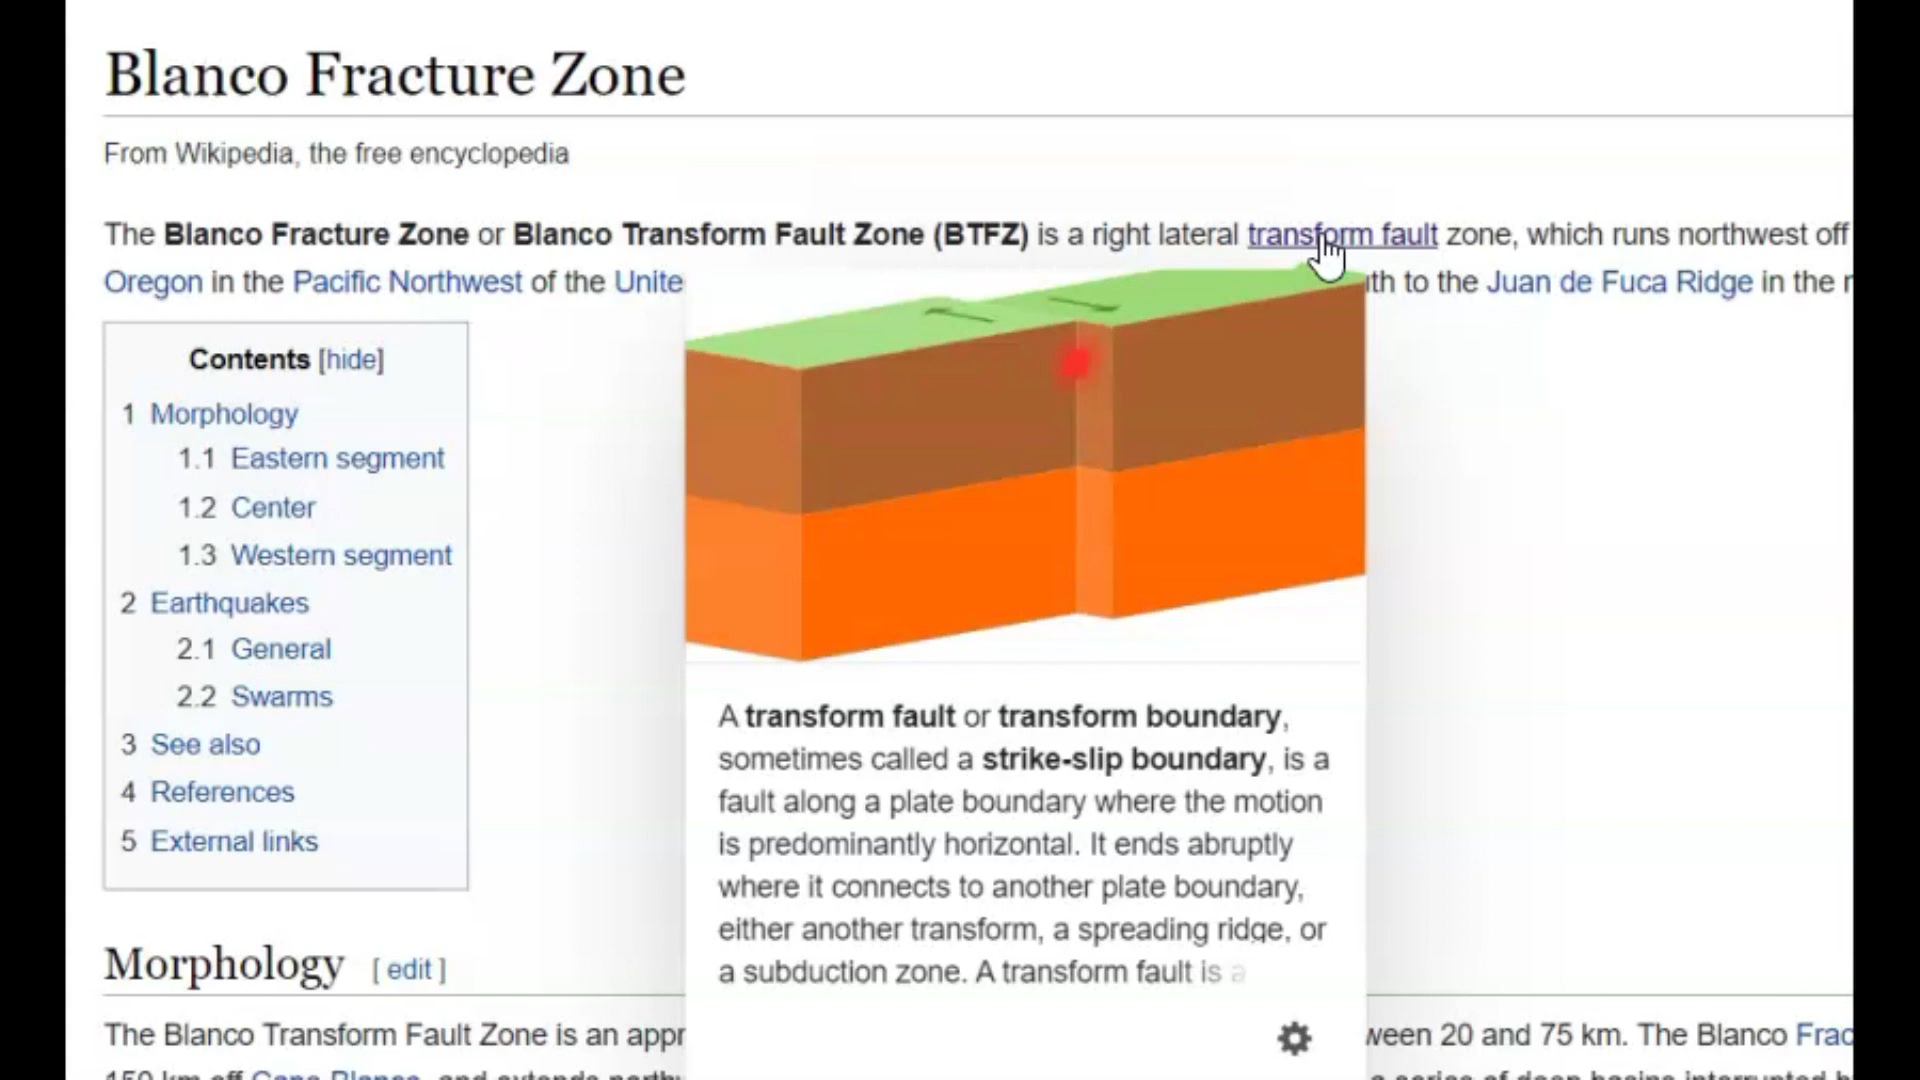 Blanco Fracture Zone
From Wikipedia, the free encyclopedia
The Blanco Fracture Zone or Blanco Transform Fault Zone (BTFZ) is a right lateral transform fault zone, which runs northwest off
Oregon in the Pacific Northwest of the Unite
to the Juan de Fuca Ridge in the
Contents [hide]
1 Morphology
1.1 Eastern segment
1.2 Center
1.3 Western segment
2 Earthquakes
2.1 General
2.2 Swarms
3 See also
4 References
5 External links
A transform fault or transform boundary,
sometimes called a strike-slip boundary, is a
fault along a plate boundary where the motion
is predominantly horizontal. It ends abruptly
where it connects to another plate boundary,
either another transform, a spreading ridge, or
a subduction zone. A transform fault is a
Morphology [ edit ]
The Blanco Transform Fault Zone is an appr
ween 20 and 75 km. The Blanco Frac